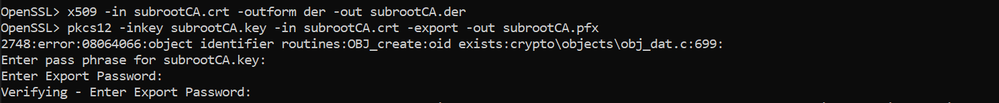 OpenSSL> x509 -in subrootCA.crt -outform der -out subrootCA.der
OpenSSL> pkcs12 -inkey subrootCA.key -in subrootCA.crt -export -out subrootCA.pfx
2748:error:08064066:object identifier routines:OBJ_create:oid exists:crypto\objects\obj_dat.c:699:
Enter pass phrase for subrootCA.key:
Enter Export Password:
Verifying - Enter Export Password: